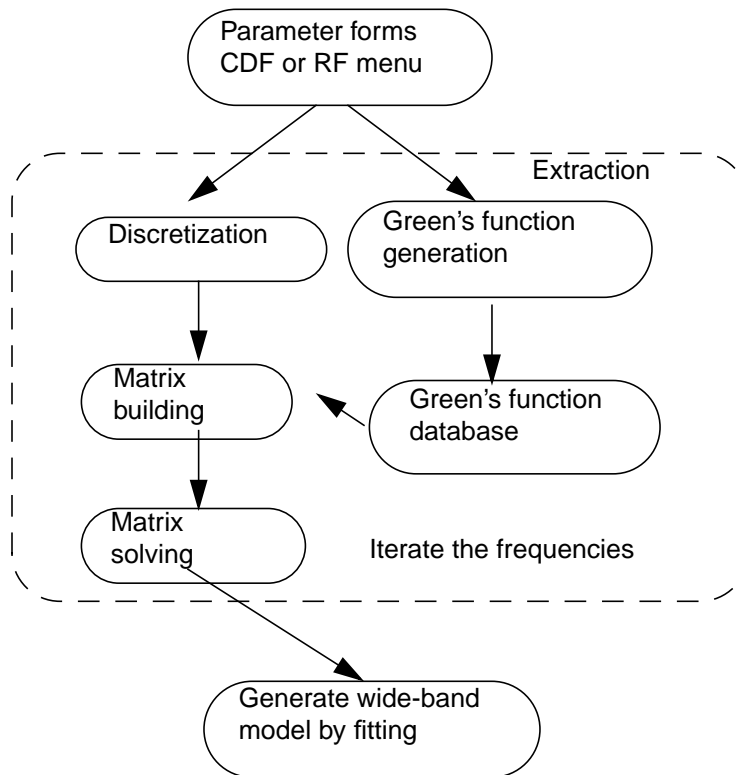 Parameter forms
CDF or RF menu
Extraction
Discretization
Green's function
generation
Matrix
building
Green's function
database
Matrix
solving
Iterate the frequencies
Generate wide-band
model by fitting